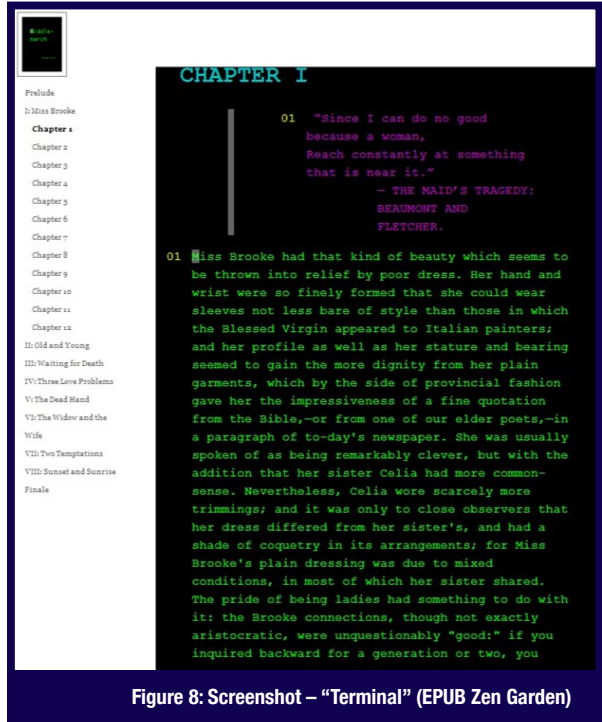 Middle-
march
Prelude
I: Miss Brooke
Chapter 1
Chapter 2
Chapter 3
Chapter 4
Chapter 5
Chapter 6
Chapter 7
Chapter 8
Chapter 9
Chapter 10
Chapter 11
Chapter 12
II: Old and Young
III: Waiting for Death
IV: Three Love Problems
V: The Dead Hand
VI: The Widow and the
Wife
VII: Two Temptations
VIII: Sunset and Sunrise
Finale
CHAPTER I
01 “Since I can do no good
because a woman,
Reach constantly at something
that is near it.”
— THE MAID’S TRAGEDY:
BEAUMONT AND
FLETCHER.
01 Miss Brooke had that kind of beauty which seems to
be thrown into relief by poor dress. Her hand and
wrist were so finely formed that she could wear
sleeves not less bare of style than those in which
the Blessed Virgin appeared to Italian painters;
and her profile as well as her stature and bearing
seemed to gain the more dignity from her plain
garments, which by the side of provincial fashion
gave her the impressiveness of a fine quotation
from the Bible,—or from one of our elder poets,—in
a paragraph of to-day's newspaper. She was usually
spoken of as being remarkably clever, but with the
addition that her sister Celia had more common-
sense. Nevertheless, Celia wore scarcely more
trimmings; and it was only to close observers that
her dress differed from her sister's, and had a
shade of coquetry in its arrangements; for Miss
Brooke's plain dressing was due to mixed
conditions, in most of which her sister shared.
The pride of being ladies had something to do with
it: the Brooke connections, though not exactly
aristocratic, were unquestionably "good:" if you
inquired backward for a generation or two, you
Figure 8: Screenshot – “Terminal” (EPUB Zen Garden)